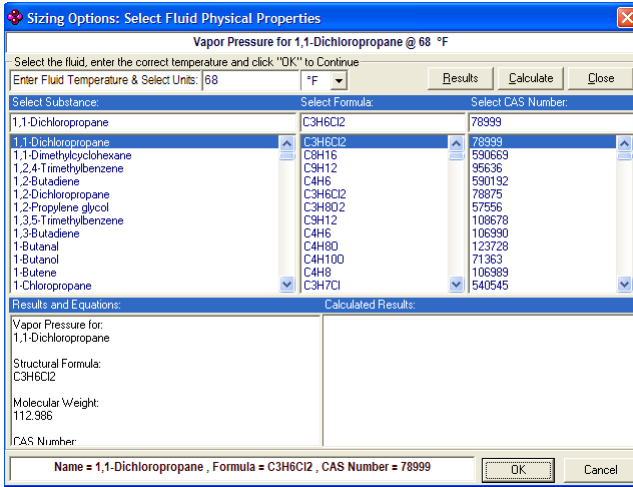 Sizing Options: Select Fluid Physical Properties
Vapor Pressure for 1,1-Dichloropropane @ 68 °F
Select the fluid, enter the correct temperature and click "OK" to Continue
Enter Fluid Temperature & Select Units: 68 °F Results Calculate Close
Select Substance: Select Formula: Select CAS Number:
1,1-Dichloropropane C3H6Cl2 78999
1,1-Dichloropropane C3H6Cl2 78999
1,1-Dimethylcyclohexane C8H16 590669
1,2,4-Trimethylbenzene C9H12 95636
1,2-Butadiene C4H6 590192
1,2-Dichloropropane C3H6Cl2 78875
1,2-Propylene glycol C3H8O2 57556
1,3,5-Trimethylbenzene C9H12 108678
1,3-Butadiene C4H6 106990
1-Butanal C4H8O 123728
1-Butanol C4H10O 71363
1-Butene C4H8 106989
1-Chloropropane C3H7Cl 540545
Results and Equations: Calculated Results:
Vapor Pressure for:
1,1-Dichloropropane
Structural Formula:
C3H6Cl2
Molecular Weight:
112.986
CAS Number:
Name = 1,1-Dichloropropane , Formula = C3H6Cl2 , CAS Number = 78999 OK Cancel